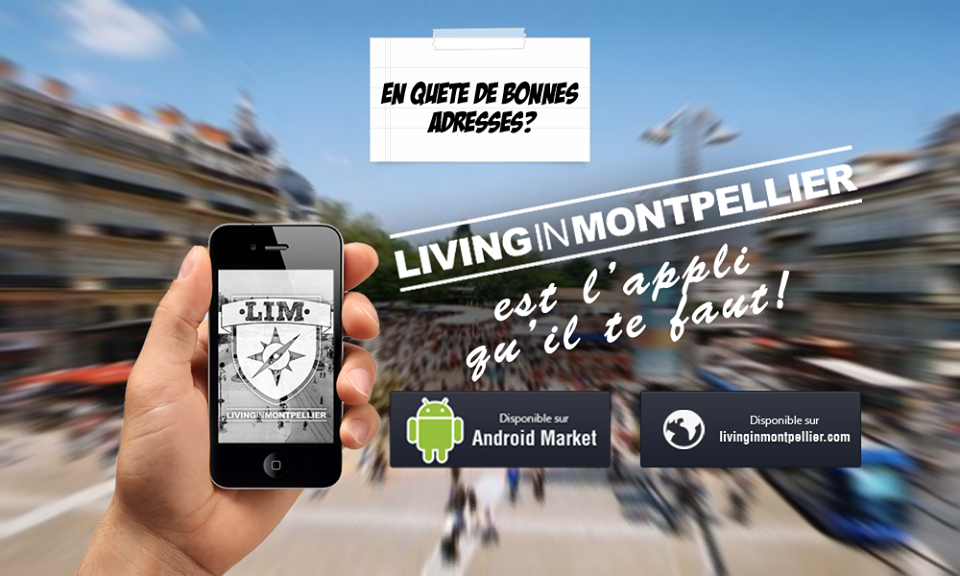 EN QUETE DE BONNES
ADRESSES?
LIVINGINMONTPELLIER
est l'appli
qu'il te faut!
·LIM·
LIVINGINMONTPELLIER
Disponible sur
Android Market
Disponible sur
livinginmontpellier.com